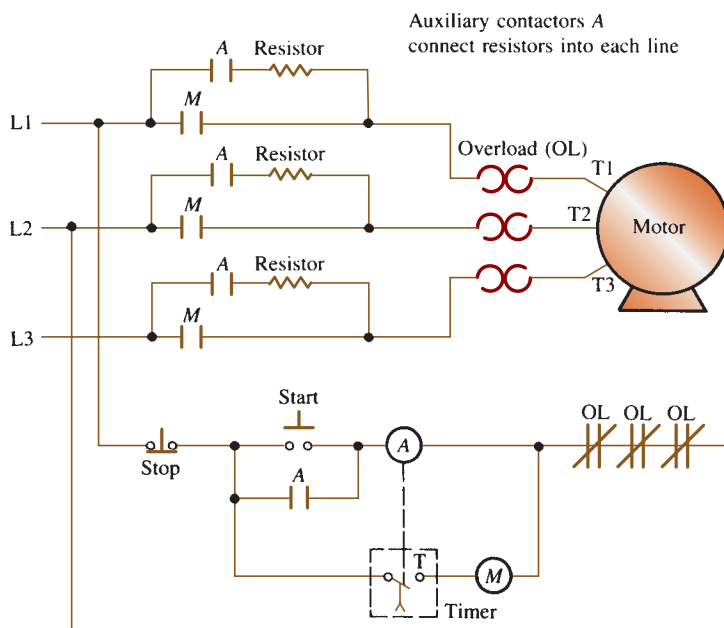 Auxiliary contactors A
connect resistors into each line
A Resistor
M
L1
Overload (OL)
A Resistor
T1
M
T2
L2
Motor
A Resistor
T3
M
L3
Start
OL OL OL
A
Stop
A
T
M
Timer